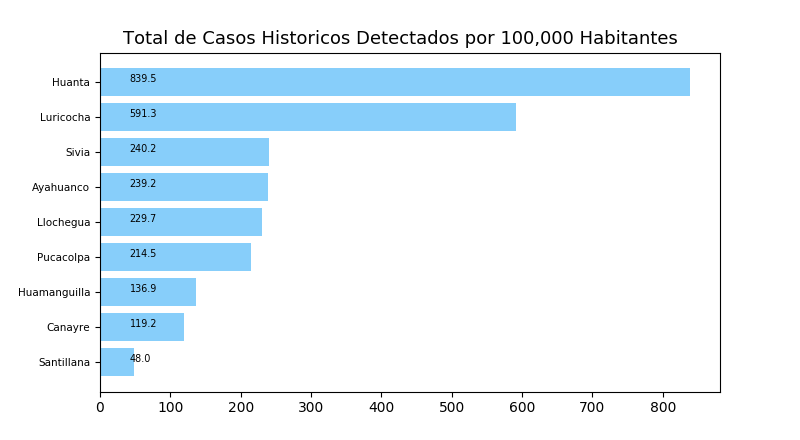 Total de Casos Historicos Detectados por 100,000 Habitantes
Huanta 839.5
Luricocha 591.3
Sivia 240.2
Ayahuanco 239.2
Llochegua 229.7
Pucacolpa 214.5
Huamanguilla 136.9
Canayre 119.2
Santillana 48.0
0 100 200 300 400 500 600 700 800